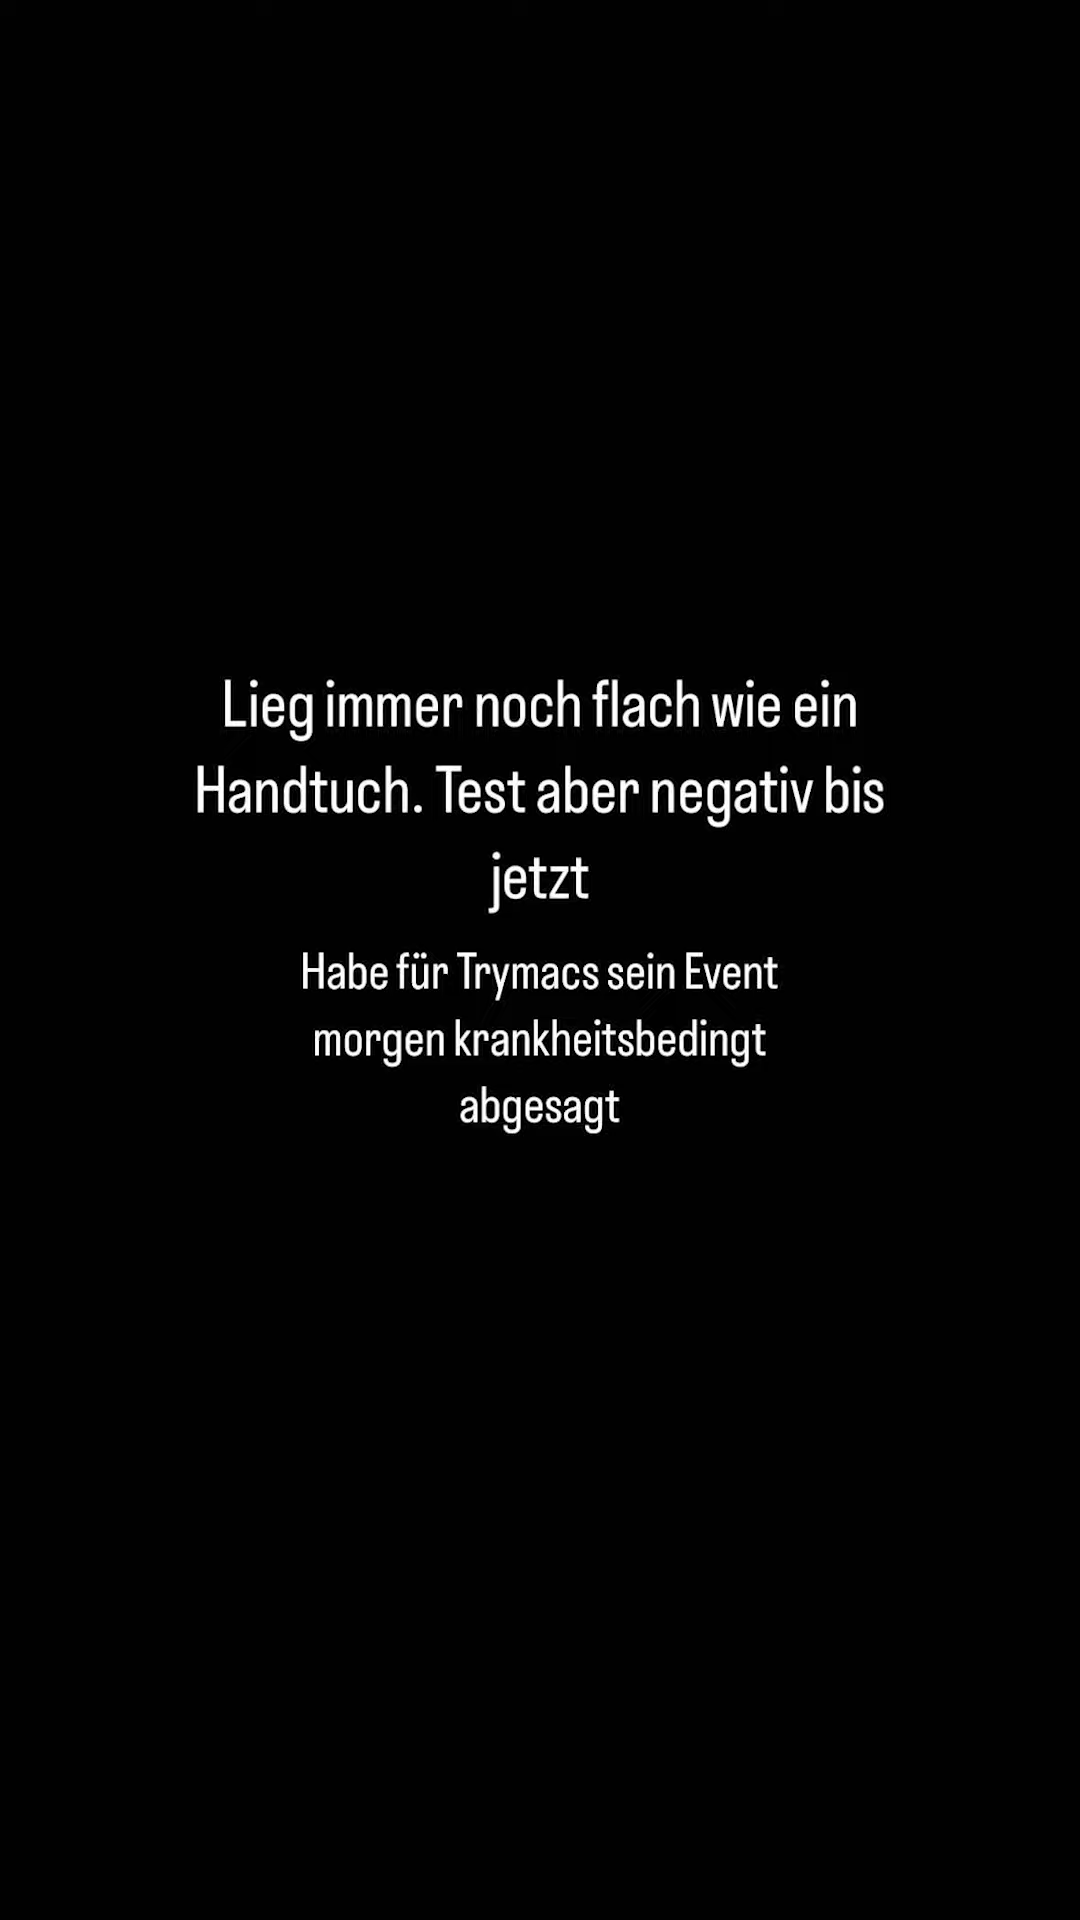 Lieg immer noch flach wie ein
Handtuch. Test aber negativ bis
jetzt
Habe für Trymacs sein Event
morgen krankheitsbedingt
abgesagt